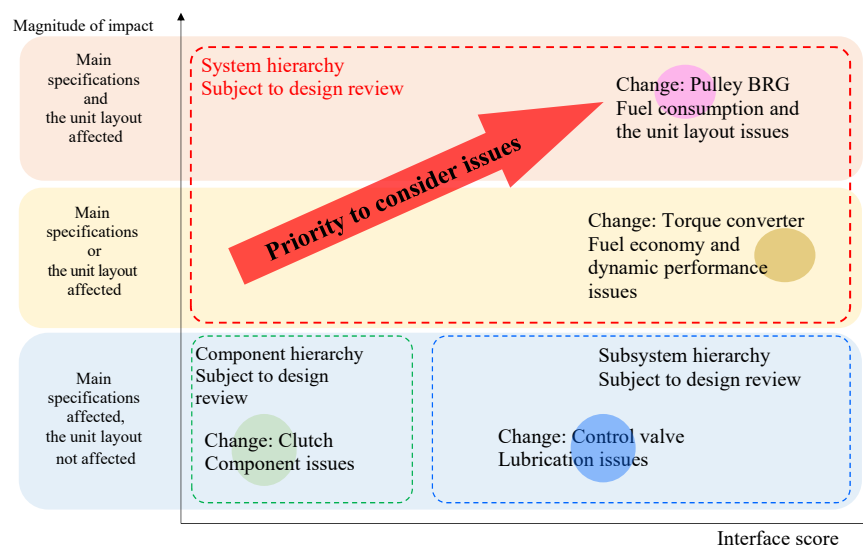 Magnitude of impact
Main
specifications
and
the unit layout
affected
System hierarchy
Subject to design review
Change: Pulley BRG
Fuel consumption and
the unit layout issues
Priority to consider issues
Main
specifications
or
the unit layout
affected
Change: Torque converter
Fuel economy and
dynamic performance
issues
Main
specifications
affected,
the unit layout
not affected
Component hierarchy
Subject to design
review
Change: Clutch
Component issues
Subsystem hierarchy
Subject to design review
Change: Control valve
Lubrication issues
Interface score